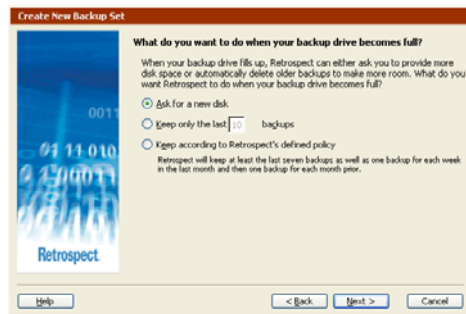 Create New Backup Set
What do you want to do when your backup drive becomes full?
When your backup drive fills up, Retrospect can either ask you to provide more
disk space or automatically delete older backups to make more room. What do you
want Retrospect to do when your backup drive becomes full?
Ask for a new disk
Keep only the last 10 backups
Keep according to Retrospect's defined policy
Retrospect will keep at least the last seven backups as well as one backup for each week
in the last month and then one backup for each month prior.
0011
01 11 010
Retrospect
Help
< Back
Next >
Cancel